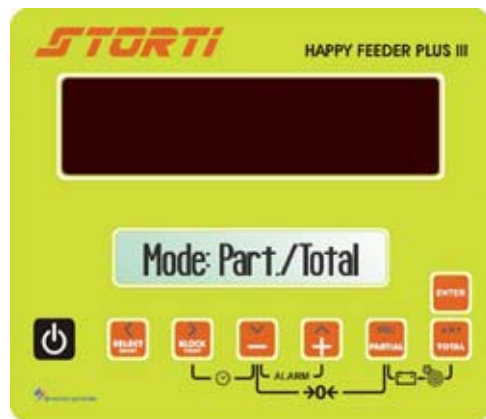 STORTI
HAPPY FEEDER PLUS III
Mode: Part./Total
ENTER
SELECT
BLOCK
PARTIAL
TOTAL
ALARM
→0←